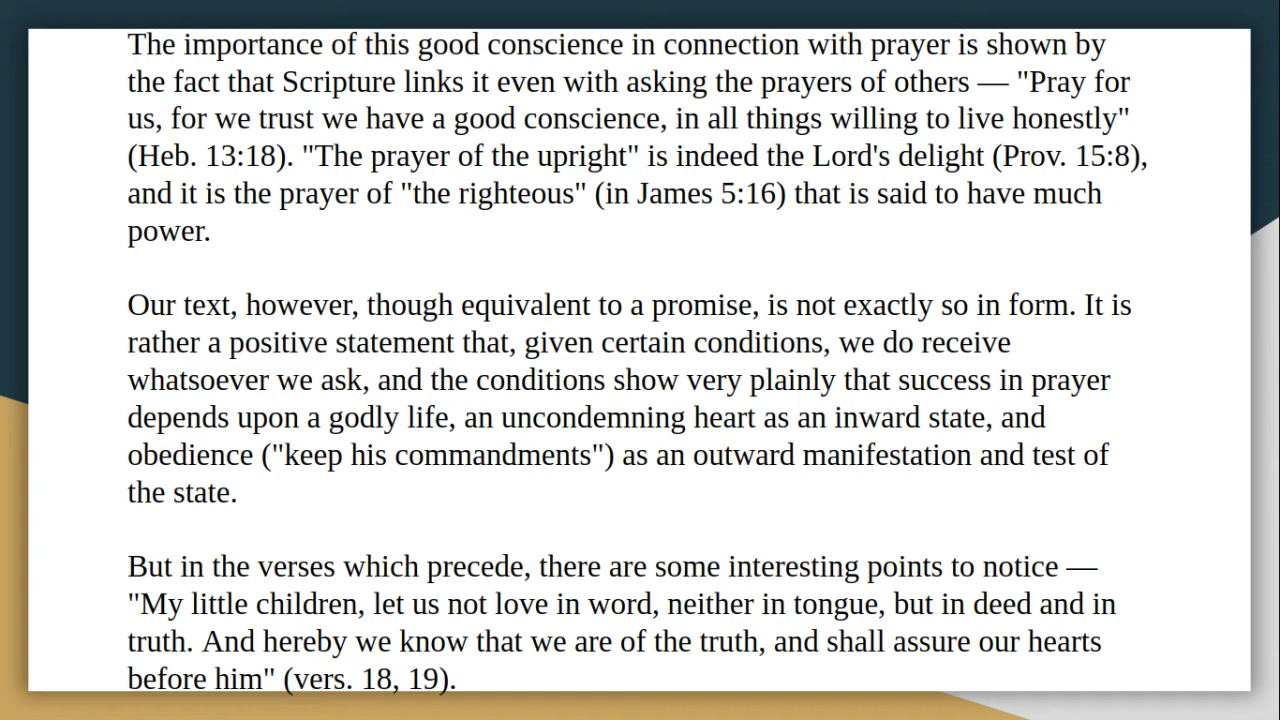 The importance of this good conscience in connection with prayer is shown by
the fact that Scripture links it even with asking the prayers of others — "Pray for
us, for we trust we have a good conscience, in all things willing to live honestly"
(Heb. 13:18). "The prayer of the upright" is indeed the Lord's delight (Prov. 15:8),
and it is the prayer of "the righteous" (in James 5:16) that is said to have much
power.
Our text, however, though equivalent to a promise, is not exactly so in form. It is
rather a positive statement that, given certain conditions, we do receive
whatsoever we ask, and the conditions show very plainly that success in prayer
depends upon a godly life, an uncondemning heart as an inward state, and
obedience ("keep his commandments") as an outward manifestation and test of
the state.
But in the verses which precede, there are some interesting points to notice —
"My little children, let us not love in word, neither in tongue, but in deed and in
truth. And hereby we know that we are of the truth, and shall assure our hearts
before him" (vers. 18, 19).